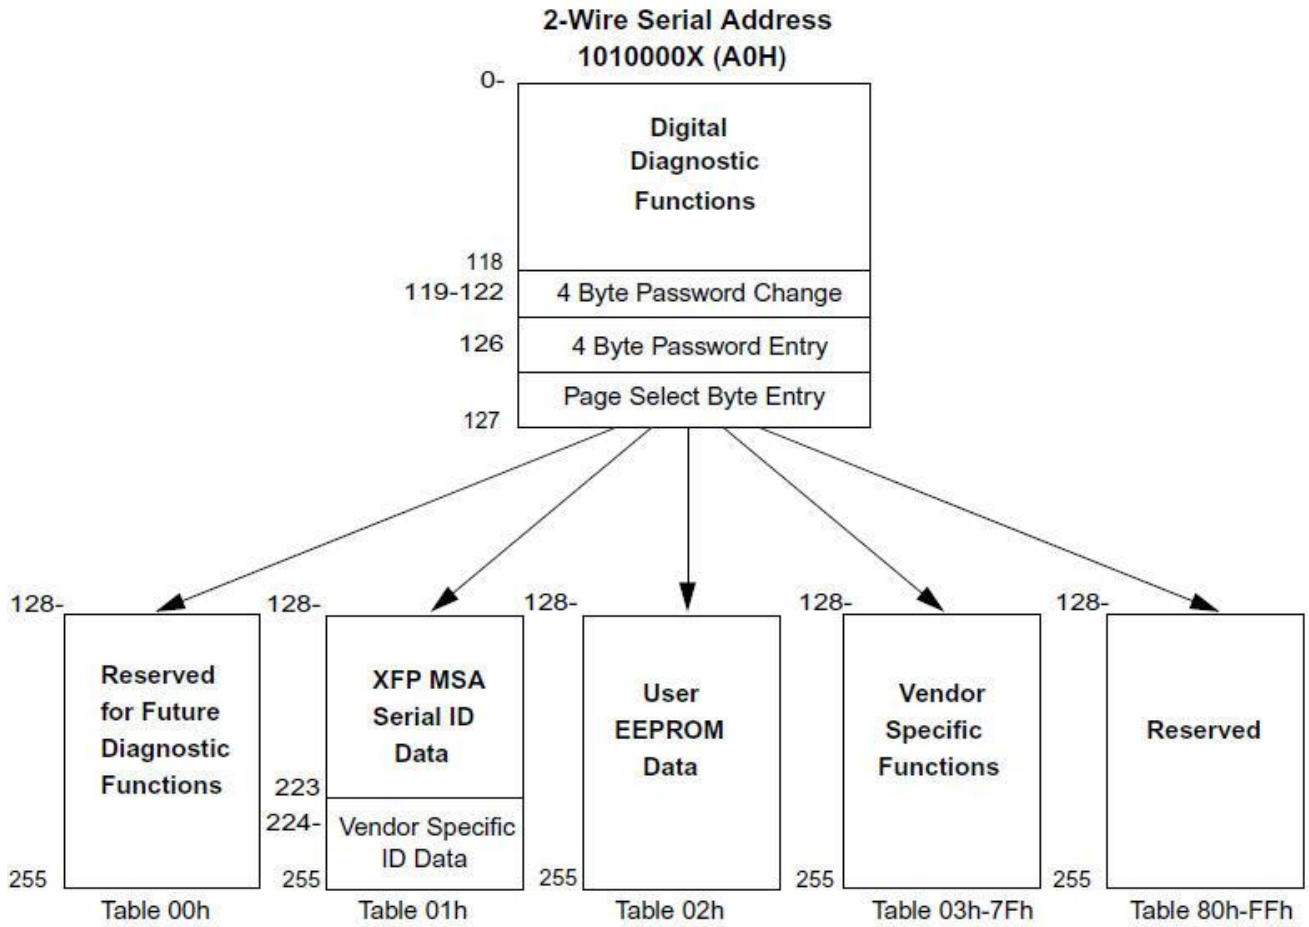 2-Wire Serial Address
1010000X (A0H)
0-
Digital
Diagnostic
Functions
118
119-122
4 Byte Password Change
126
4 Byte Password Entry
Page Select Byte Entry
127
128-
128-
128-
128-
128-
Reserved
for Future
Diagnostic
Functions
255
Table 00h
XFP MSA
Serial ID
Data
223
224-
Vendor Specific
ID Data
255
Table 01h
User
EEPROM
Data
255
Table 02h
Vendor
Specific
Functions
255
Table 03h-7Fh
Reserved
255
Table 80h-FFh